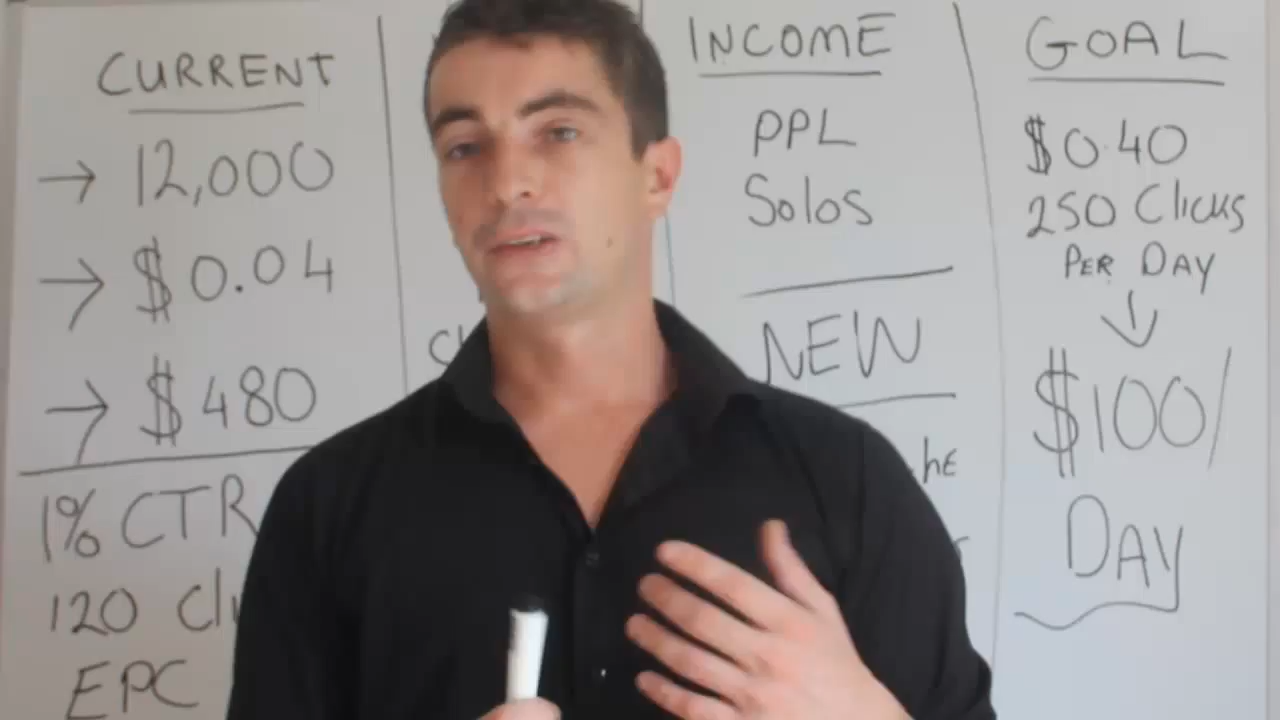 CURRENT
→ 12,000
→ $0.04
→ $480
1% CTR
120
EPC
INCOME
PPL
Solos
NEW
GOAL
$0.40
250 Clicks
PER DAY
↓
$100/
DAY